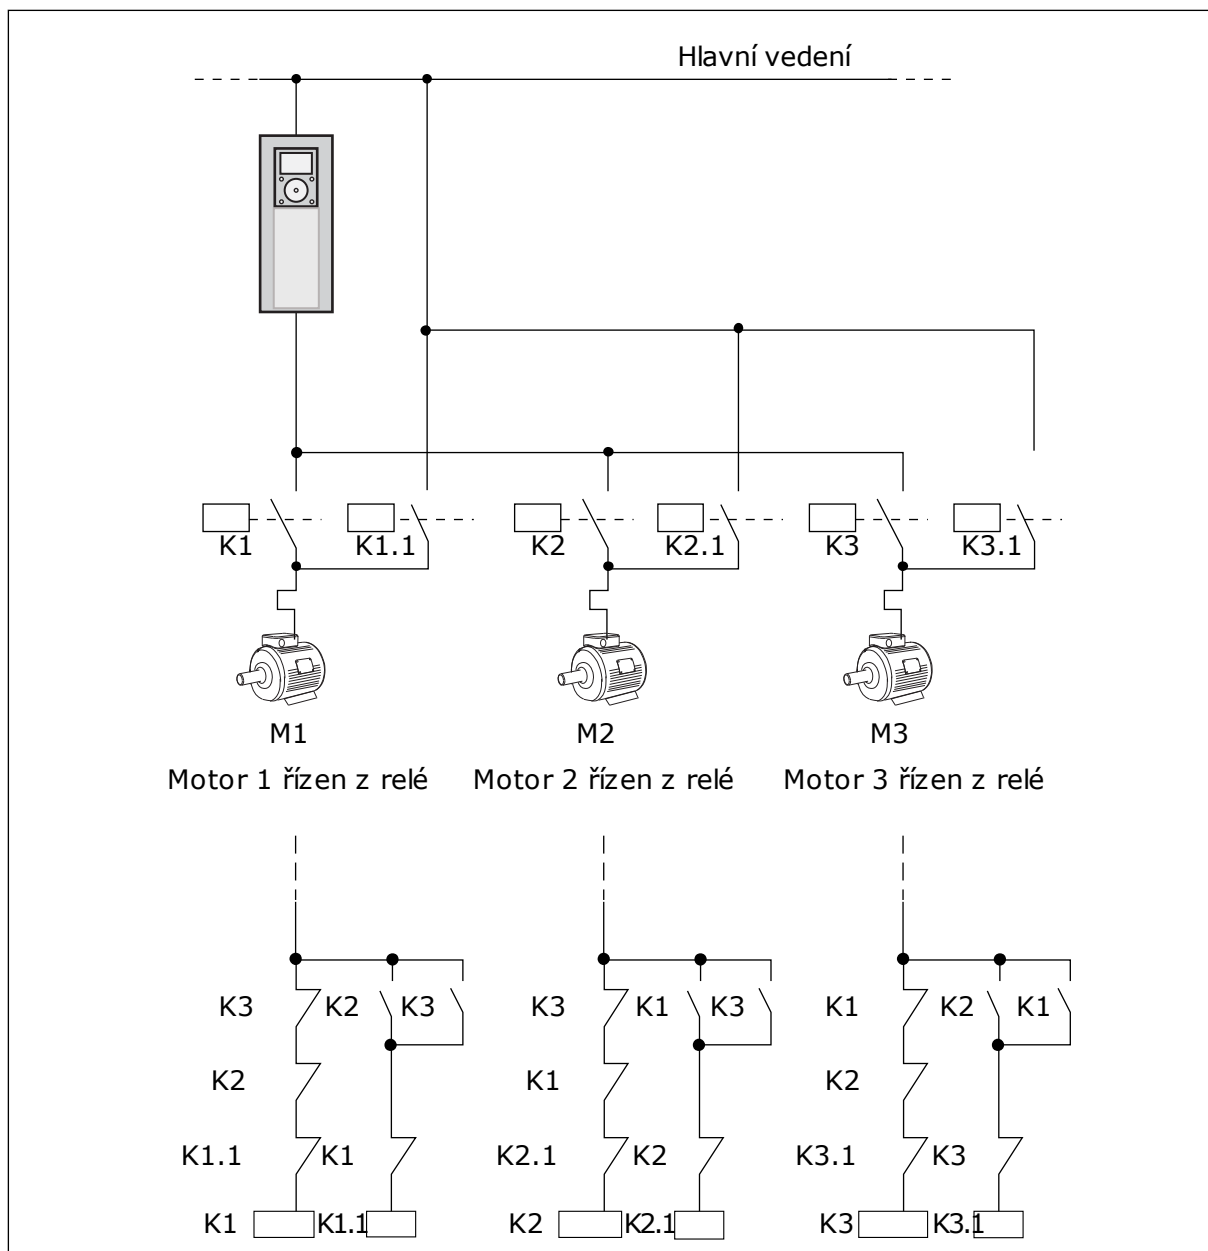 Hlavní vedení
K1 K1.1 K2 K2.1 K3 K3.1
M1 M2 M3
Motor 1 řízen z relé Motor 2 řízen z relé Motor 3 řízen z relé
K3 K2 K3 K3 K1 K3 K1 K2 K1
K2 K1 K2
K1.1 K1 K2.1 K2 K3.1 K3
K1 K1.1 K2 K2.1 K3 K3.1